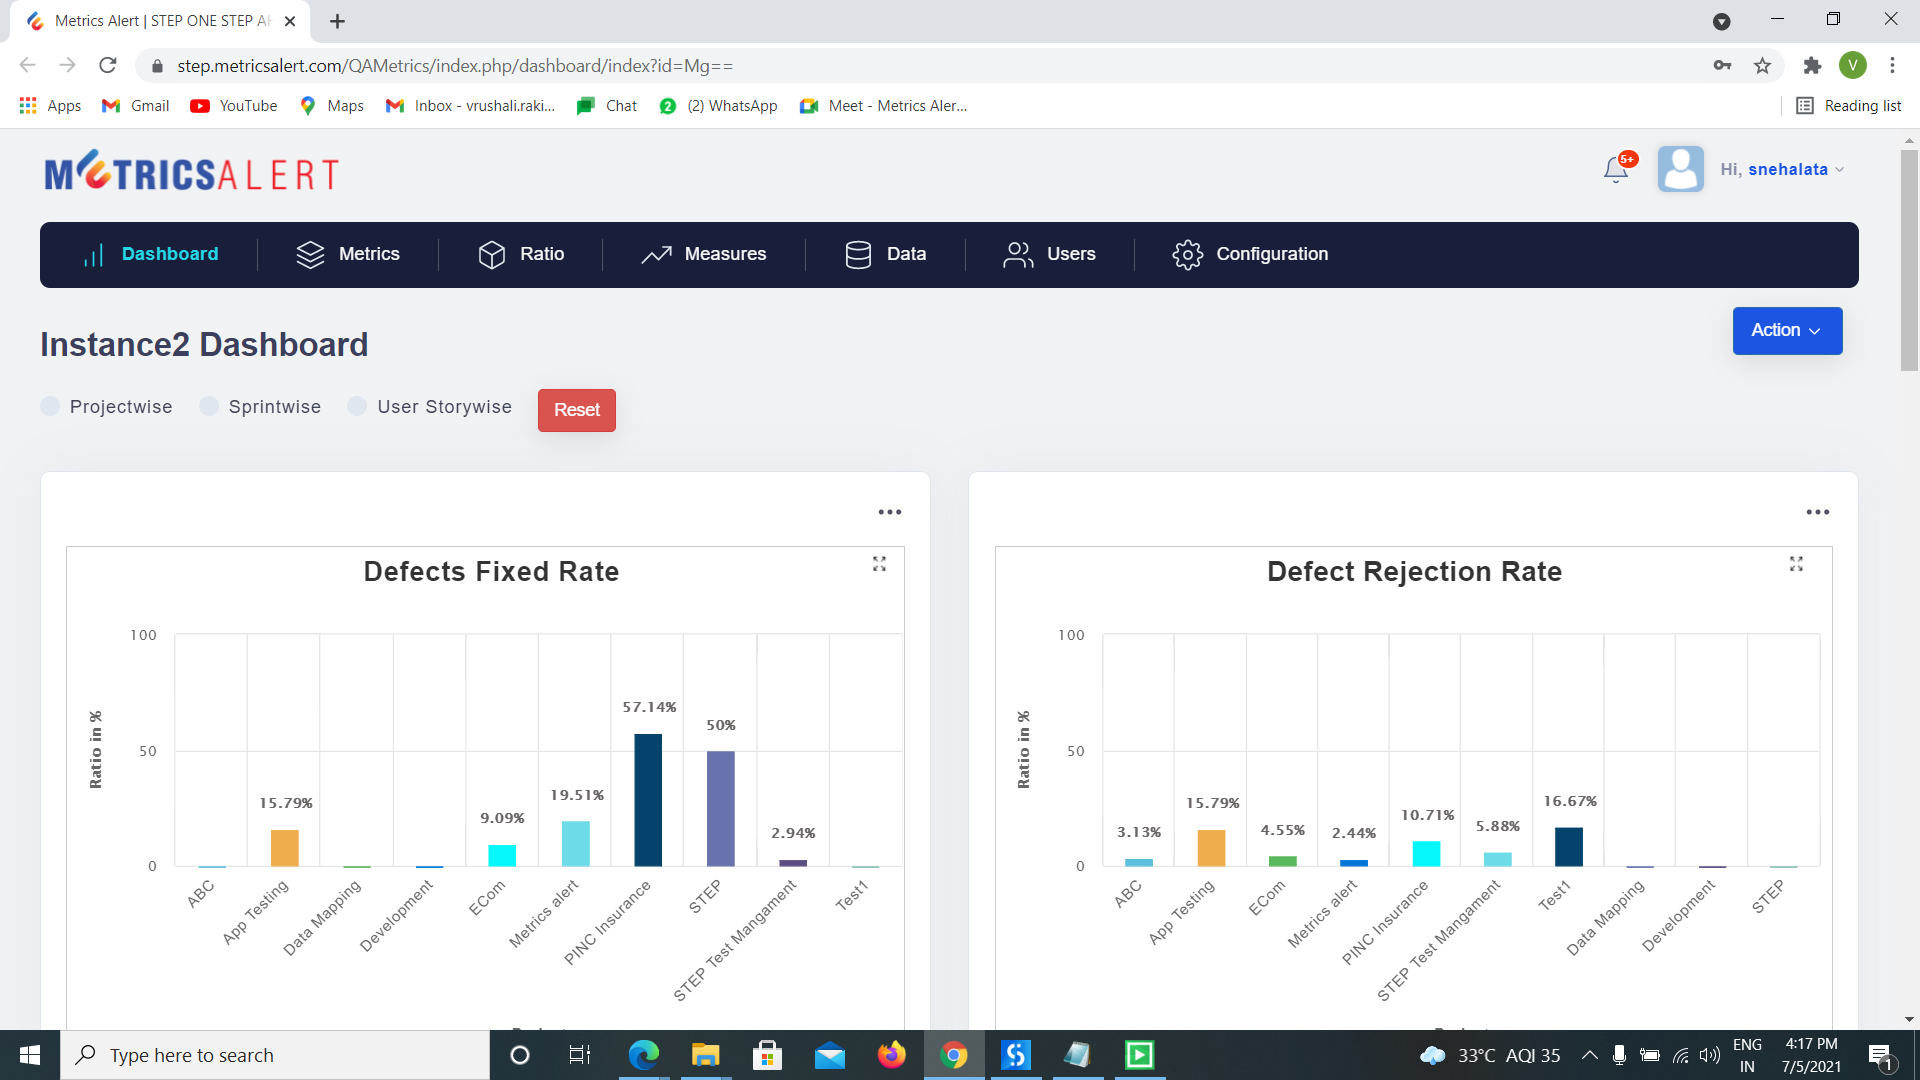 Metrics Alert | STEP ONE STEP AH
step.metricsalert.com/QAMetrics/index.php/dashboard/index?id=Mg==
V
Apps Gmail YouTube Maps Inbox - vrushali.raki... Chat 2 (2) WhatsApp Meet - Metrics Aler... Reading list
METRICSALERT
5+
Hi, snehalata
Dashboard Metrics Ratio Measures Data Users Configuration
Instance2 Dashboard
Action
Projectwise Sprintwise User Storywise Reset
Defects Fixed Rate
Ratio in %
100
50
0
15.79%
9.09%
19.51%
57.14%
50%
2.94%
ABC
App Testing
Data Mapping
Development
ECom
Metrics alert
PINC Insurance
STEP
STEP Test Mangament
Test1
Defect Rejection Rate
Ratio in %
100
50
0
3.13%
15.79%
4.55%
2.44%
10.71%
5.88%
16.67%
ABC
App Testing
ECom
Metrics alert
PINC Insurance
STEP Test Mangament
Test1
Data Mapping
Development
STEP
Type here to search
33°C AQI 35
ENG
IN
4:17 PM
7/5/2021
1